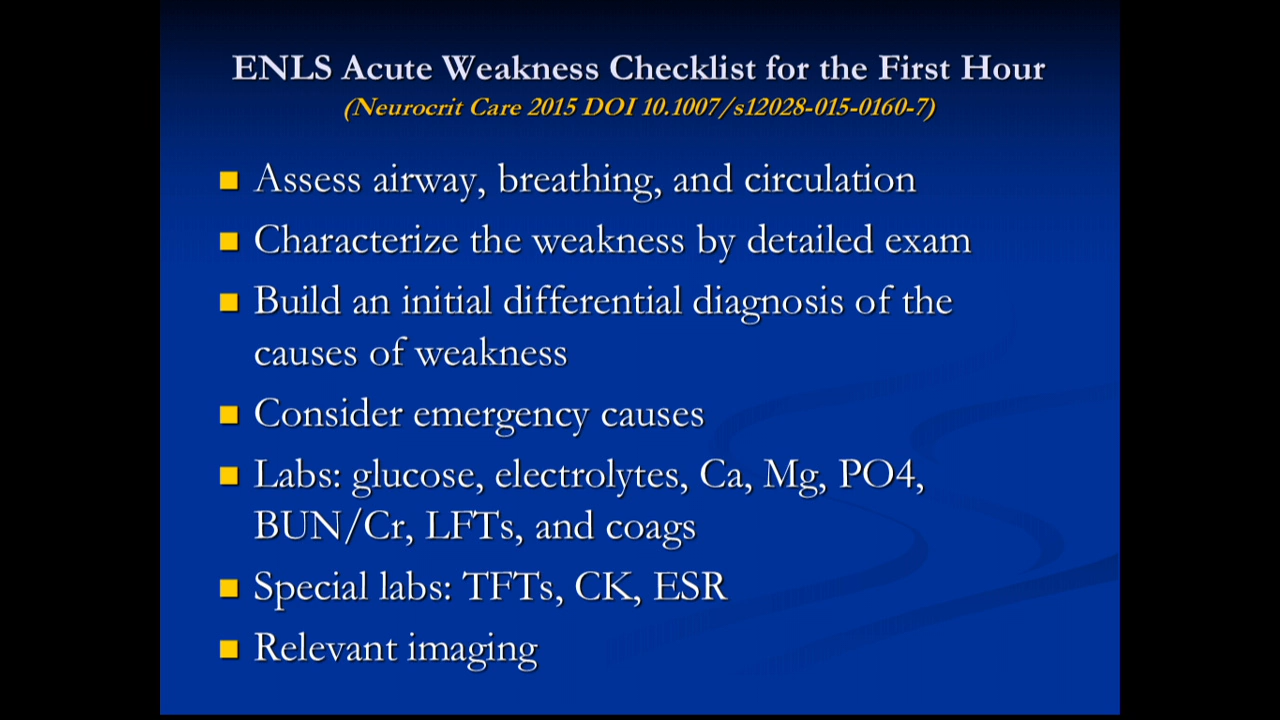 ENLS Acute Weakness Checklist for the First Hour
(Neurocrit Care 2015 DOI 10.1007/s12028-015-0160-7)
Assess airway, breathing, and circulation
Characterize the weakness by detailed exam
Build an initial differential diagnosis of the
causes of weakness
Consider emergency causes
Labs: glucose, electrolytes, Ca, Mg, PO4,
BUN/Cr, LFTs, and coags
Special labs: TFTs, CK, ESR
Relevant imaging